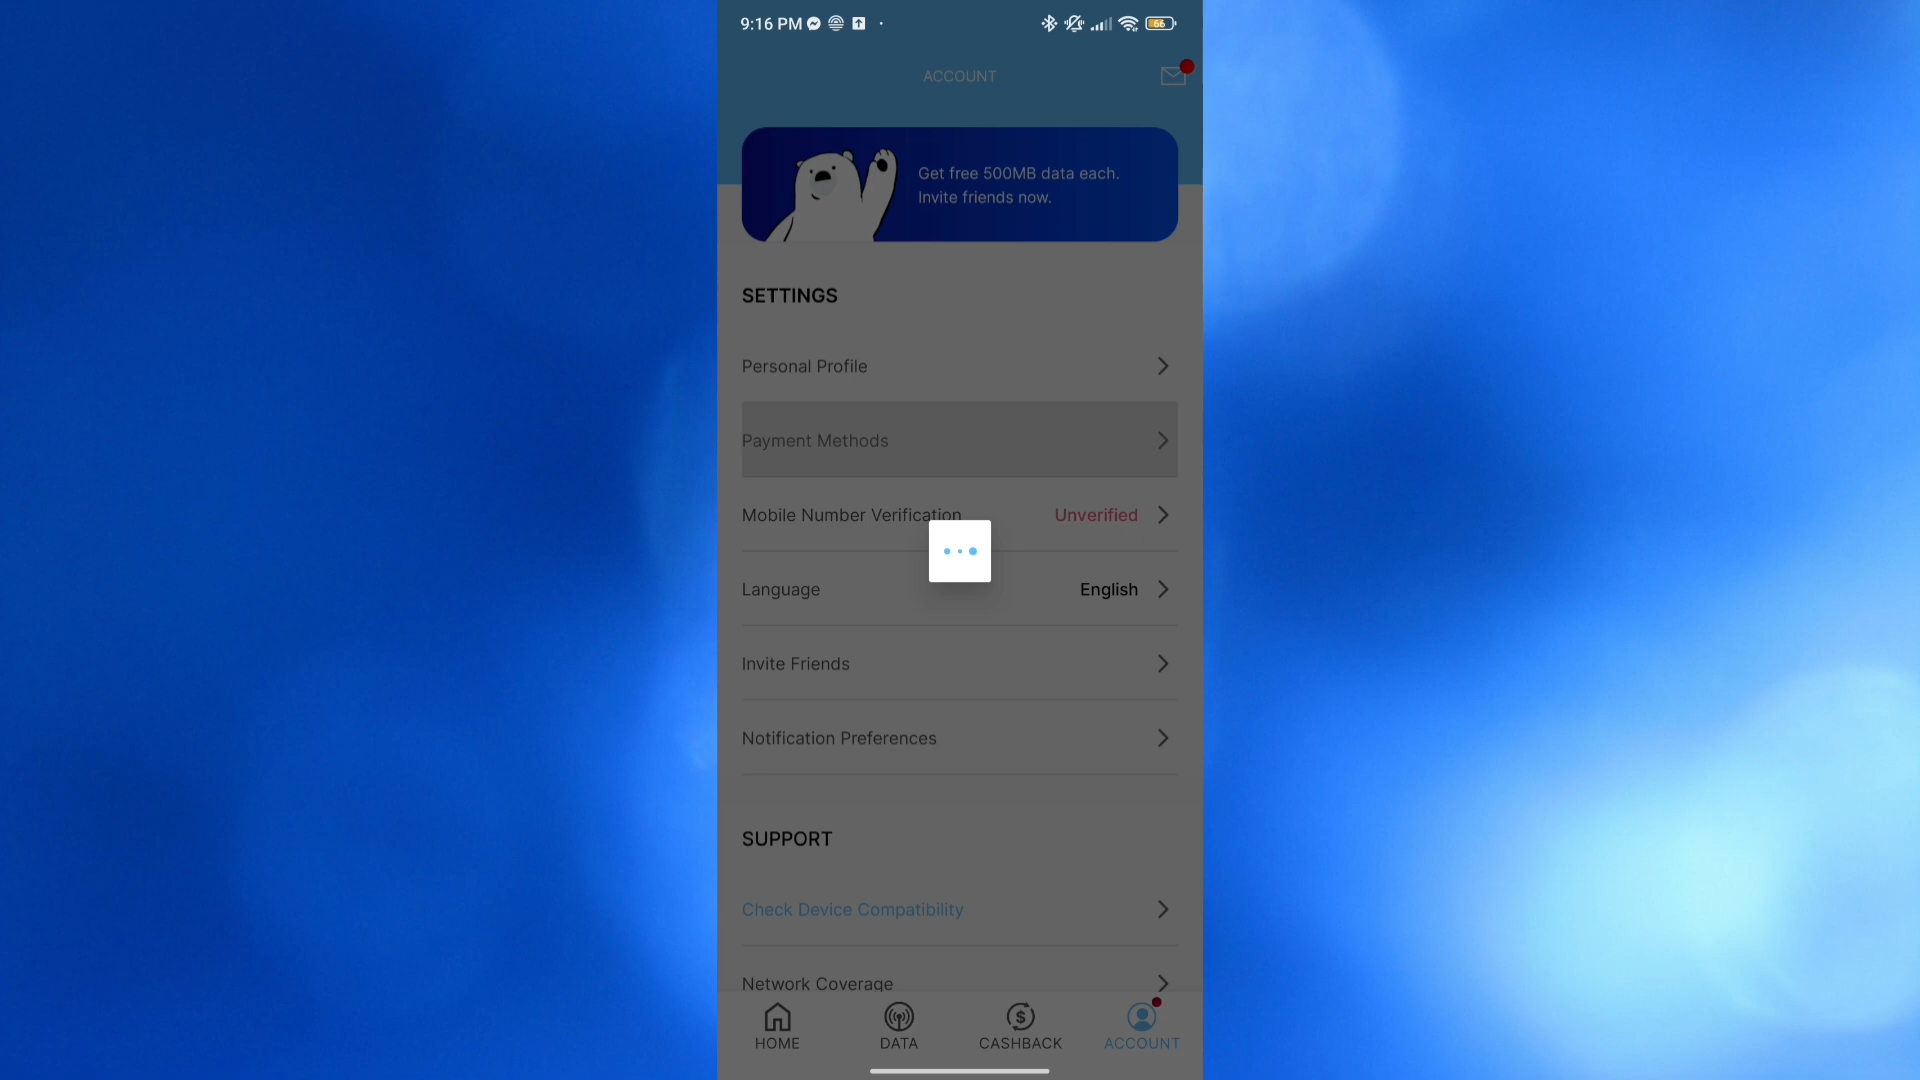 9:16 PM
66
ACCOUNT
Get free 500MB data each.
Invite friends now.
SETTINGS
Personal Profile
Payment Methods
Mobile Number Verification Unverified
Language English
Invite Friends
Notification Preferences
SUPPORT
Check Device Compatibility
Network Coverage
HOME DATA CASHBACK ACCOUNT